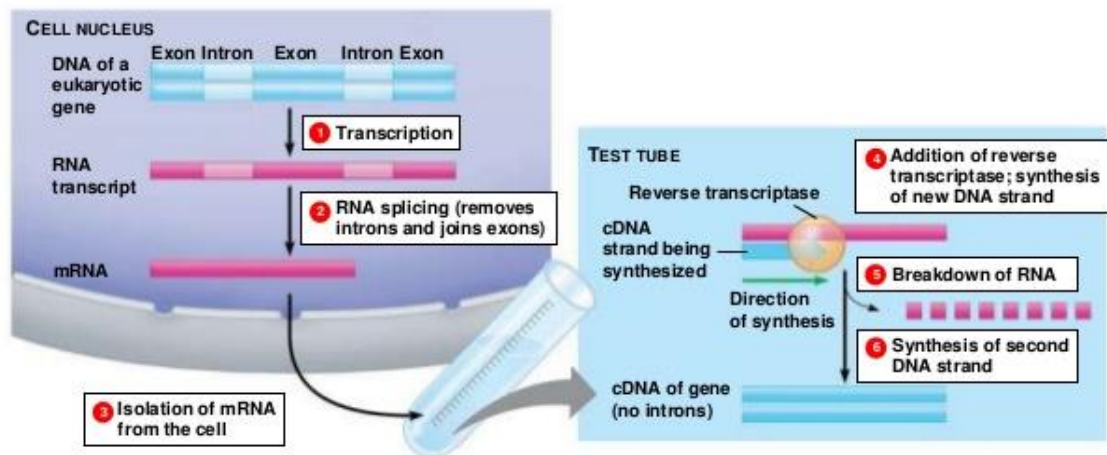 CELL NUCLEUS
Exon Intron Exon Intron Exon
DNA of a
eukaryotic
gene
1 Transcription
RNA
transcript
2 RNA splicing (removes
introns and joins exons)
mRNA
3 Isolation of mRNA
from the cell
TEST TUBE
4 Addition of reverse
transcriptase; synthesis
of new DNA strand
Reverse transcriptase
cDNA
strand being
synthesized
Direction
of synthesis
5 Breakdown of RNA
6 Synthesis of second
DNA strand
cDNA of gene
(no introns)